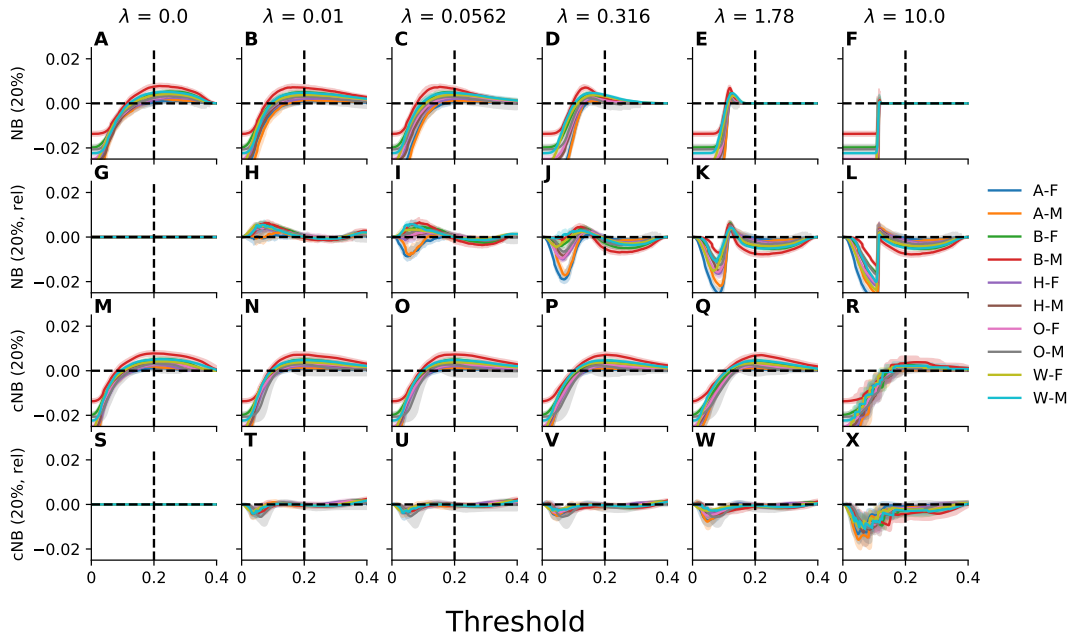 λ = 0.0 λ = 0.01 λ = 0.0562 λ = 0.316 λ = 1.78 λ = 10.0
A B C D E F
NB (20%)
0.02
0.00
−0.02
G H I J K L
NB (20%, rel)
0.02
0.00
−0.02
M N O P Q R
cNB (20%)
0.02
0.00
−0.02
S T U V W X
cNB (20%, rel)
0.02
0.00
−0.02
0 0.2 0.4 0 0.2 0.4 0 0.2 0.4 0 0.2 0.4 0 0.2 0.4 0 0.2 0.4
Threshold
A-F
A-M
B-F
B-M
H-F
H-M
O-F
O-M
W-F
W-M